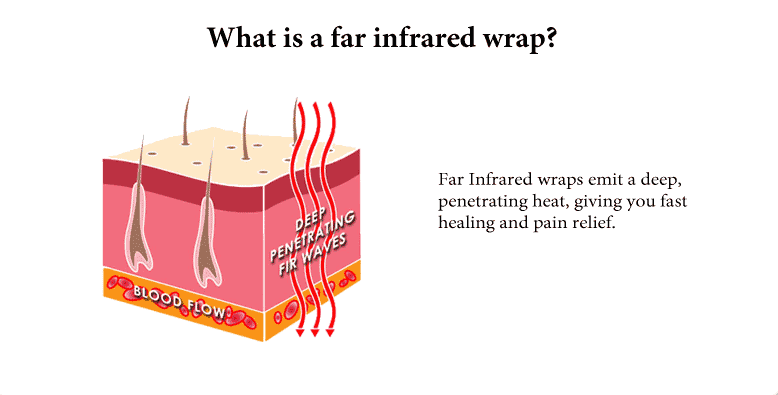 What is a far infrared wrap?
DEEP
PENETRATING
FIR WAVES
BLOOD FLOW
Far Infrared wraps emit a deep,
penetrating heat, giving you fast
healing and pain relief.